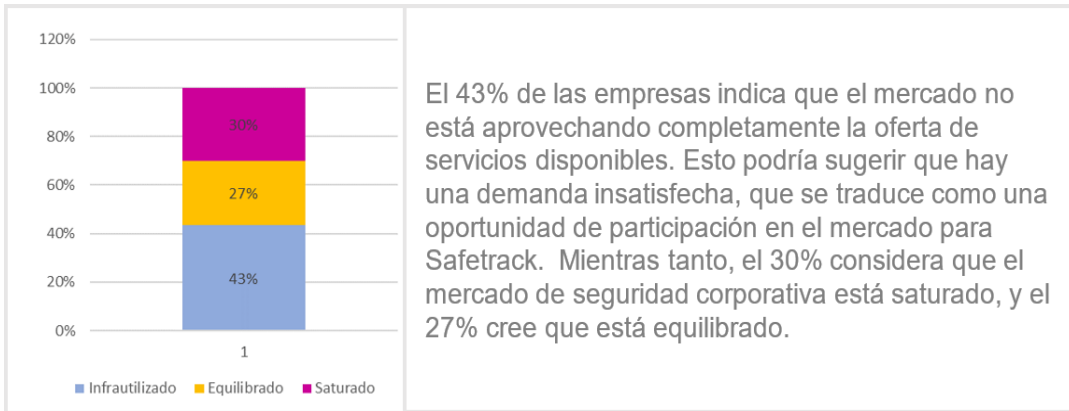 120%
100%
80%
60%
40%
20%
0%
30%
27%
43%
1
Infrautilizado Equilibrado Saturado
El 43% de las empresas indica que el mercado no
está aprovechando completamente la oferta de
servicios disponibles. Esto podría sugerir que hay
una demanda insatisfecha, que se traduce como una
oportunidad de participación en el mercado para
Safetrack. Mientras tanto, el 30% considera que el
mercado de seguridad corporativa está saturado, y el
27% cree que está equilibrado.